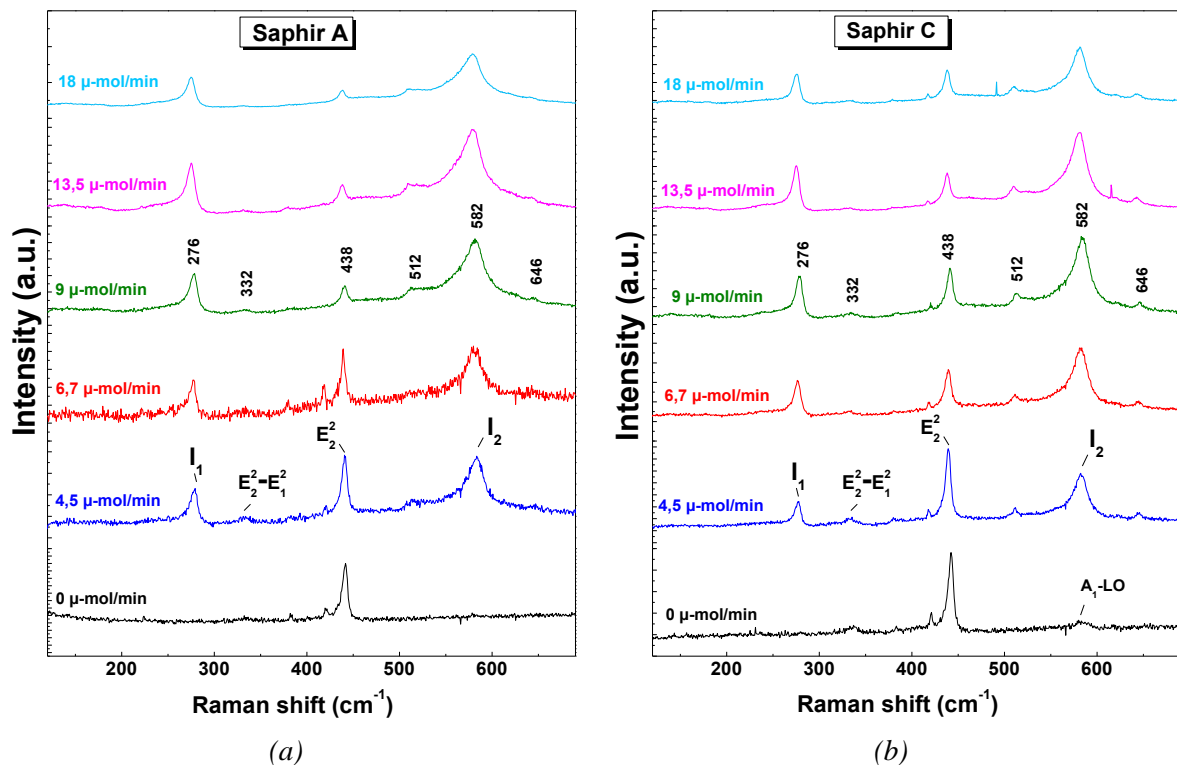 Saphir A
Intensity (a.u.)
18 µ-mol/min
13,5 µ-mol/min
276
332
438
512
582
646
9 µ-mol/min
6,7 µ-mol/min
I₁
E₂²-E₁²
E₂²
I₂
4,5 µ-mol/min
0 µ-mol/min
200 300 400 500 600
Raman shift (cm⁻¹)
(a)
Saphir C
Intensity (a.u.)
18 µ-mol/min
13,5 µ-mol/min
276
332
438
512
582
646
9 µ-mol/min
6,7 µ-mol/min
I₁
E₂²-E₁²
E₂²
I₂
4,5 µ-mol/min
0 µ-mol/min
A₁-LO
200 300 400 500 600
Raman shift (cm⁻¹)
(b)